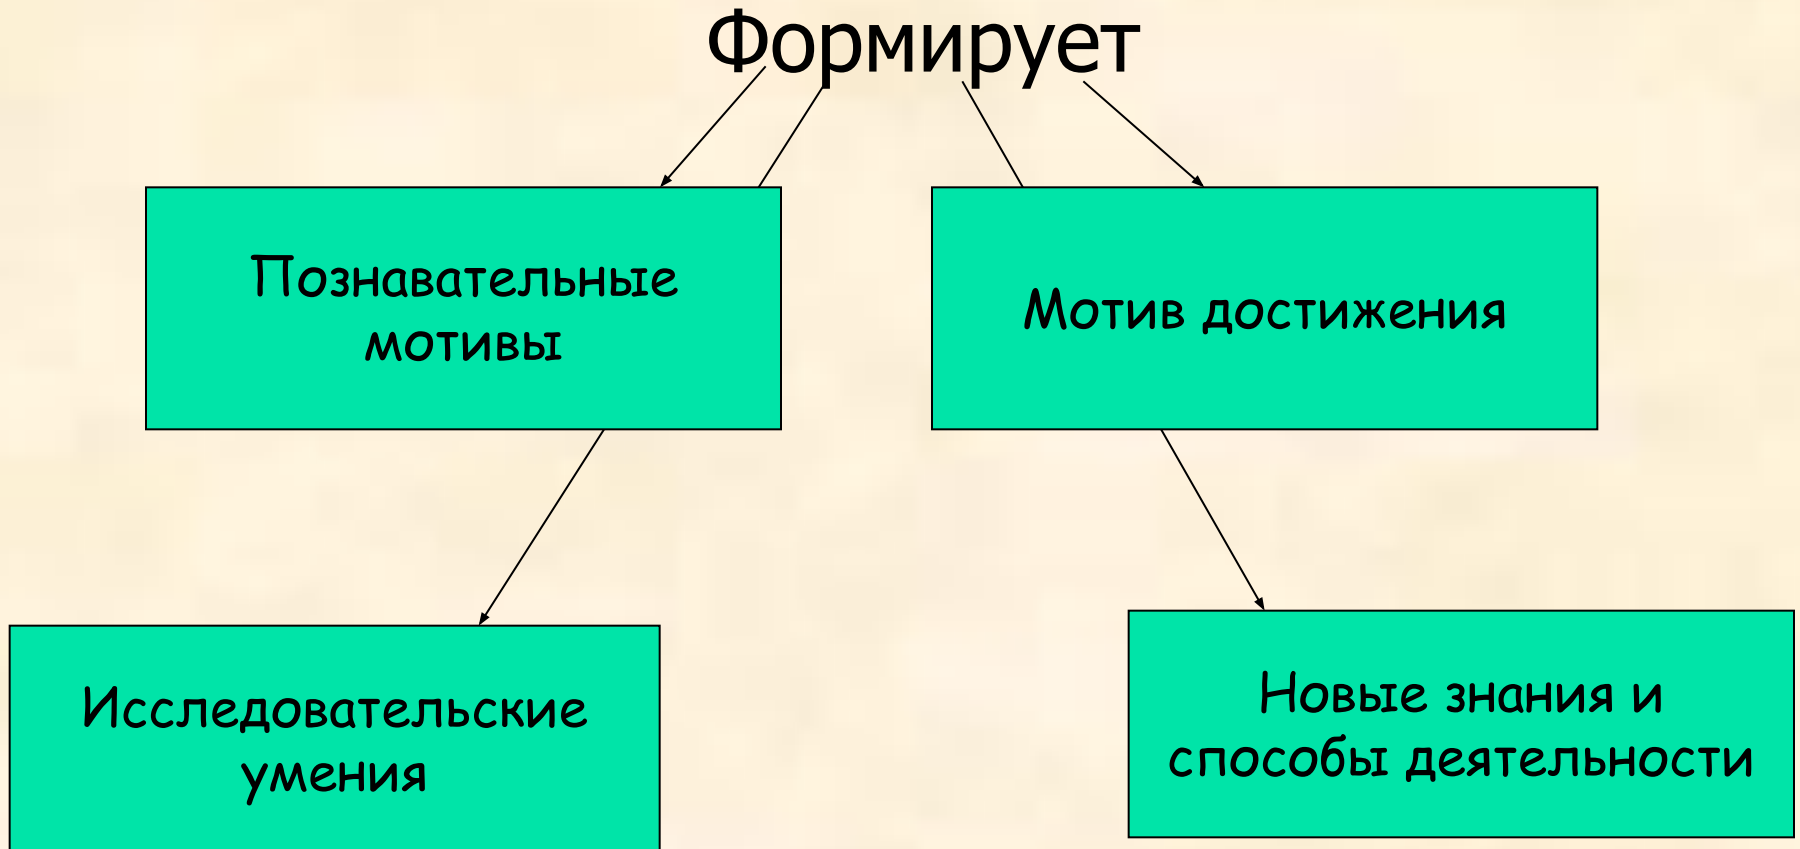 Формирует
Познавательные
мотивы
Мотив достижения
Исследовательские
умения
Новые знания и
способы деятельности